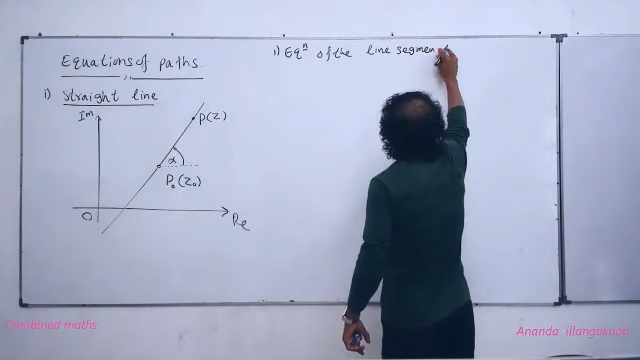 Equations of paths.
i) Straight line
Im
P(z)
α
P₀(z₀)
O
Re
1) Eqⁿ of the line segmen
Combined maths
Ananda illangakoon